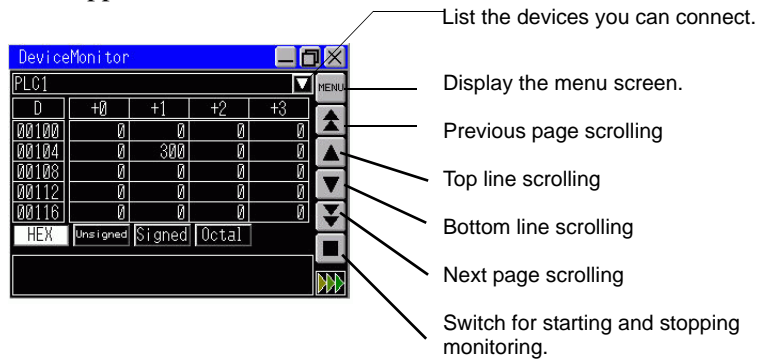 List the devices you can connect.
DeviceMonitor
PLC1
MENU
Display the menu screen.
D +0 +1 +2 +3
00100 0 0 0 0
00104 0 300 0 0
00108 0 0 0 0
00112 0 0 0 0
00116 0 0 0 0
HEX Unsigned Signed Octal
Previous page scrolling
Top line scrolling
Bottom line scrolling
Next page scrolling
Switch for starting and stopping
monitoring.